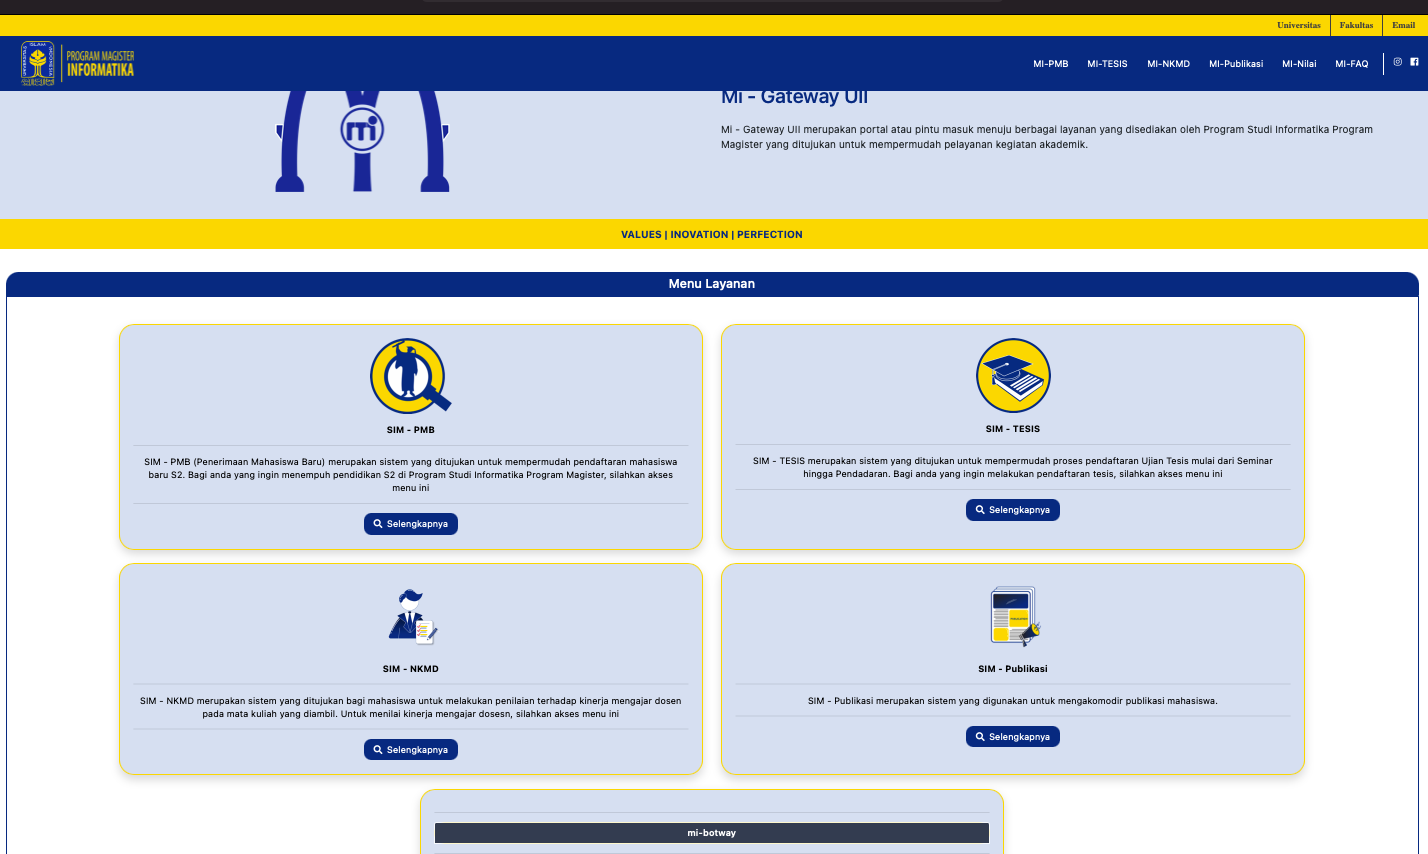 Universitas
Fakultas
Email
ISLAM
UNIVERSITAS
INDONESIA
PROGRAM MAGISTER
INFORMATIKA
MI-PMB
MI-TESIS
MI-NKMD
MI-Publikasi
MI-Nilai
MI-FAQ
mi
Mi - Gateway UII
MI - Gateway UII merupakan portal atau pintu masuk menuju berbagai layanan yang disediakan oleh Program Studi Informatika Program
Magister yang ditujukan untuk mempermudah pelayanan kegiatan akademik.
VALUES | INOVATION | PERFECTION
Menu Layanan
SIM - PMB
SIM - PMB (Penerimaan Mahasiswa Baru) merupakan sistem yang ditujukan untuk mempermudah pendaftaran mahasiswa
baru S2. Bagi anda yang ingin menempuh pendidikan S2 di Program Studi Informatika Program Magister, silahkan akses
menu ini
Selengkapnya
SIM - TESIS
SIM - TESIS merupakan sistem yang ditujukan untuk mempermudah proses pendaftaran Ujian Tesis mulai dari Seminar
hingga Pendadaran. Bagi anda yang ingin melakukan pendaftaran tesis, silahkan akses menu ini
Selengkapnya
SIM - NKMD
SIM - NKMD merupakan sistem yang ditujukan bagi mahasiswa untuk melakukan penilaian terhadap kinerja mengajar dosen
pada mata kuliah yang diambil. Untuk menilai kinerja mengajar dosesn, silahkan akses menu ini
Selengkapnya
SIM - Publikasi
SIM - Publikasi merupakan sistem yang digunakan untuk mengakomodir publikasi mahasiswa.
Selengkapnya
mi-botway